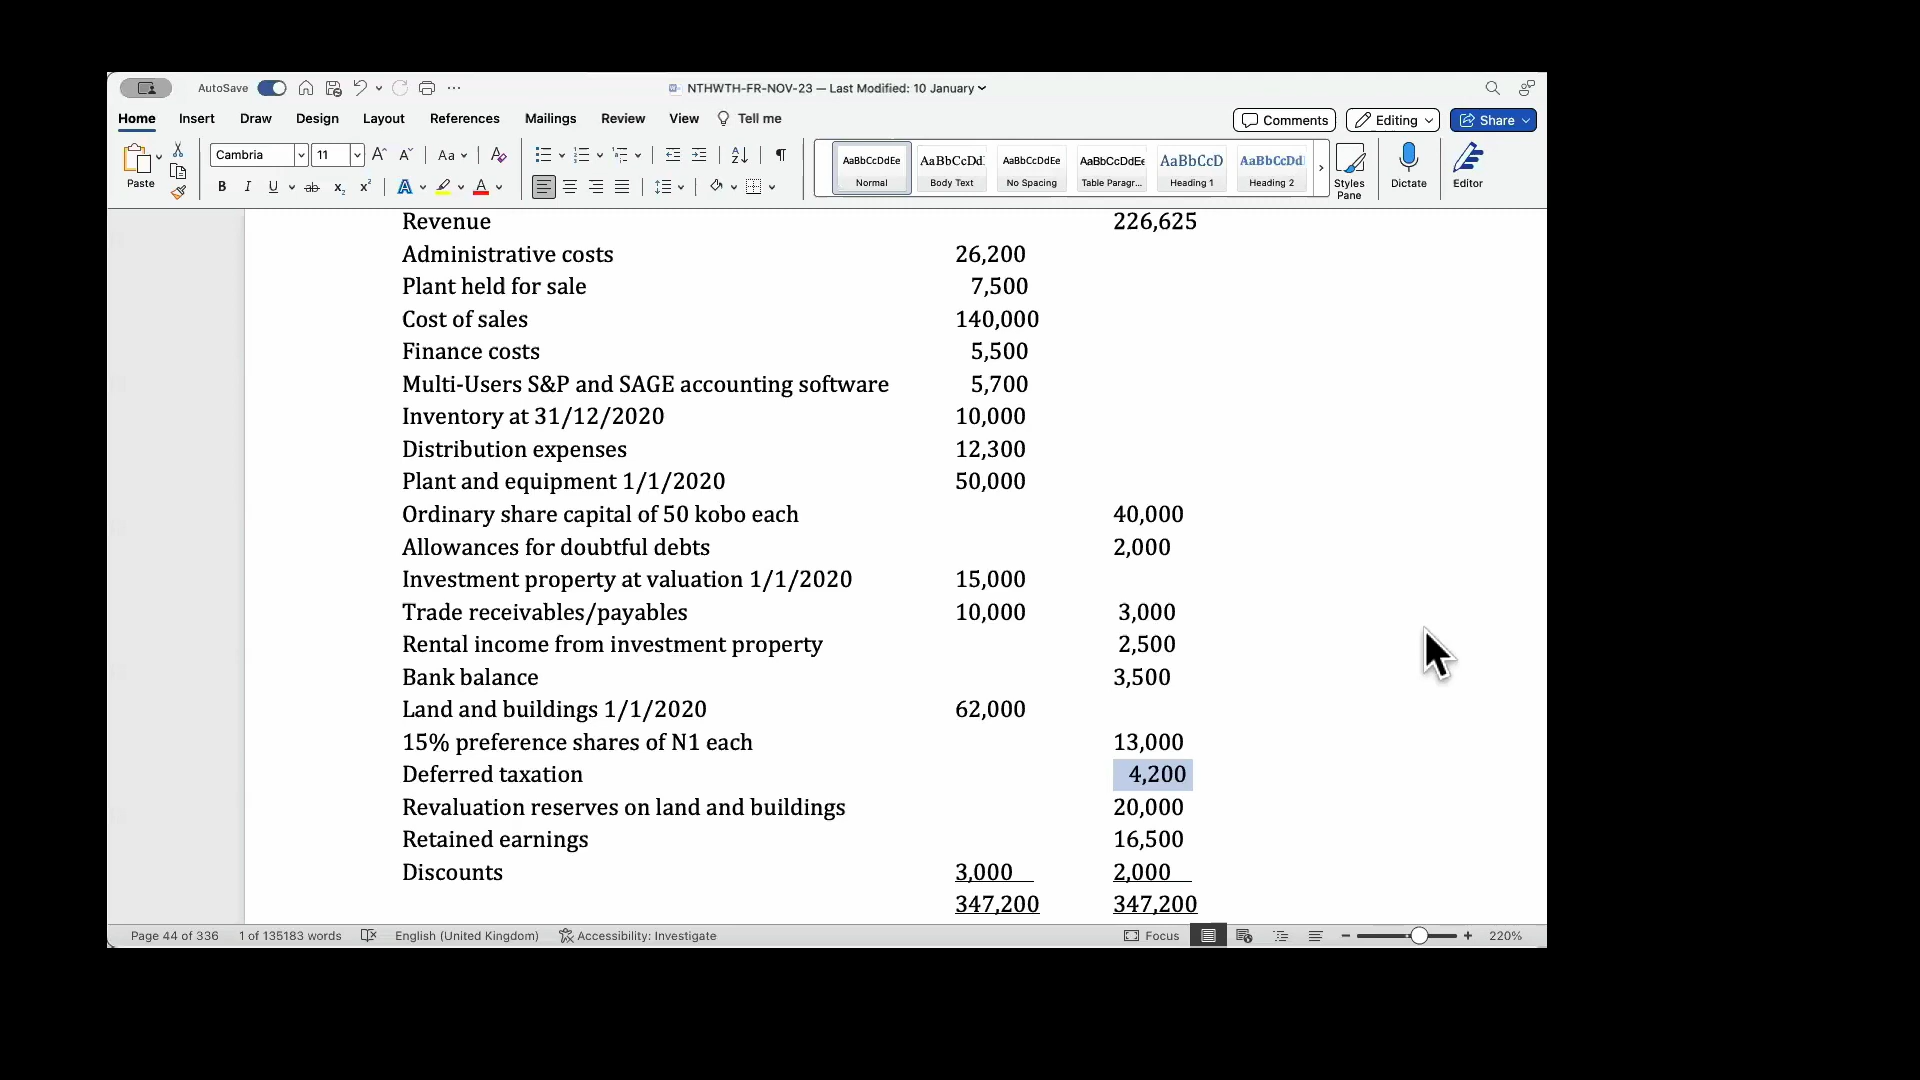 AutoSave
NTHWTH-FR-NOV-23 — Last Modified: 10 January
Home Insert Draw Design Layout References Mailings Review View Tell me
Comments Editing Share
Paste
Cambria 11
Aa
B I U ab x₂ x² A A
AaBbCcDdEe AaBbCcDd AaBbCcDdEe AaBbCcDdEe AaBbCcD AaBbCcDd
Normal Body Text No Spacing Table Paragr... Heading 1 Heading 2
Styles Pane
Dictate
Editor
Revenue 226,625
Administrative costs 26,200
Plant held for sale 7,500
Cost of sales 140,000
Finance costs 5,500
Multi-Users S&P and SAGE accounting software 5,700
Inventory at 31/12/2020 10,000
Distribution expenses 12,300
Plant and equipment 1/1/2020 50,000
Ordinary share capital of 50 kobo each 40,000
Allowances for doubtful debts 2,000
Investment property at valuation 1/1/2020 15,000
Trade receivables/payables 10,000 3,000
Rental income from investment property 2,500
Bank balance 3,500
Land and buildings 1/1/2020 62,000
15% preference shares of N1 each 13,000
Deferred taxation 4,200
Revaluation reserves on land and buildings 20,000
Retained earnings 16,500
Discounts 3,000 2,000
347,200 347,200
Page 44 of 336 1 of 135183 words English (United Kingdom) Accessibility: Investigate Focus 220%